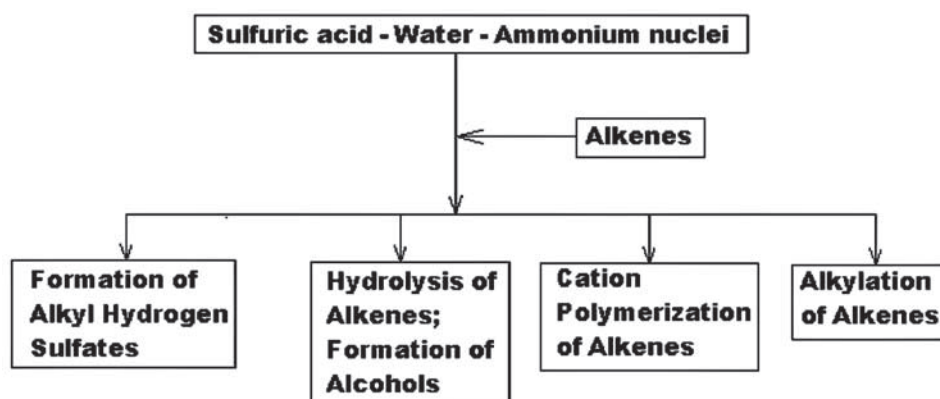 Sulfuric acid - Water - Ammonium nuclei
Alkenes
Formation of
Alkyl Hydrogen
Sulfates
Hydrolysis of
Alkenes;
Formation of
Alcohols
Cation
Polymerization
of Alkenes
Alkylation
of Alkenes